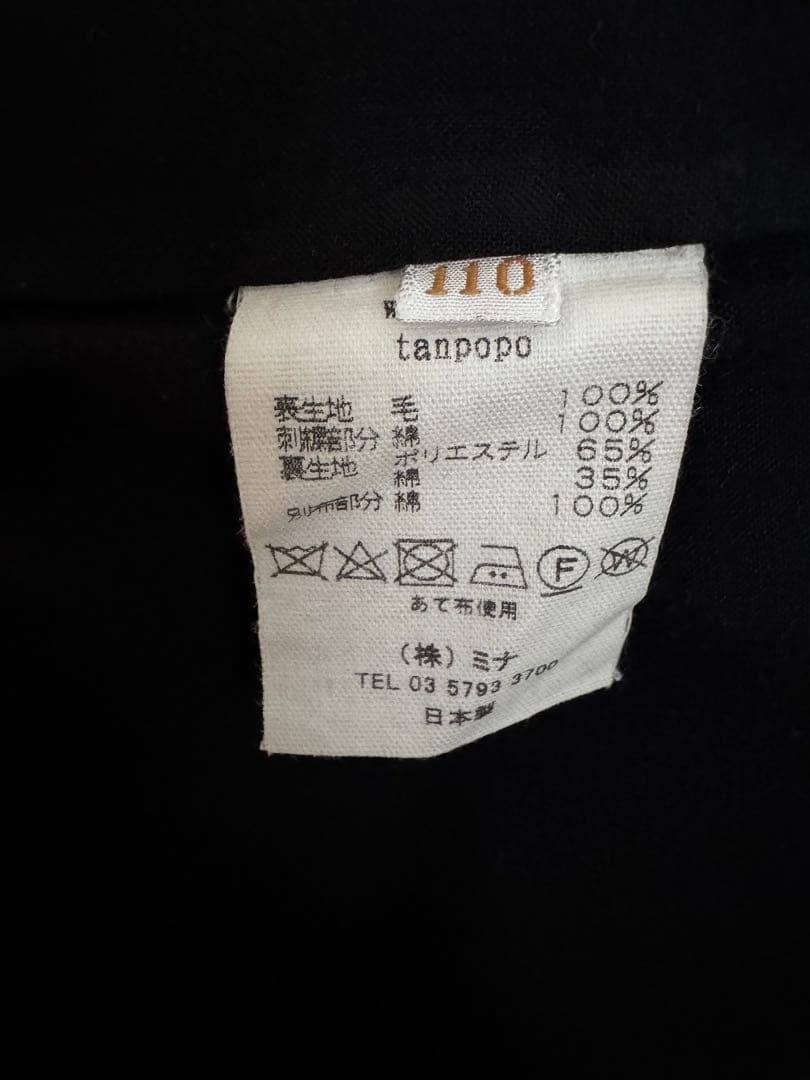 110
tanpopo
表生地 毛 100%
刺繍部分 綿 100%
裏生地 ポリエステル 65%
綿 35%
別布部分 綿 100%
F W
あて布使用
(株)ミナ
TEL 03 5793 3700
日本製